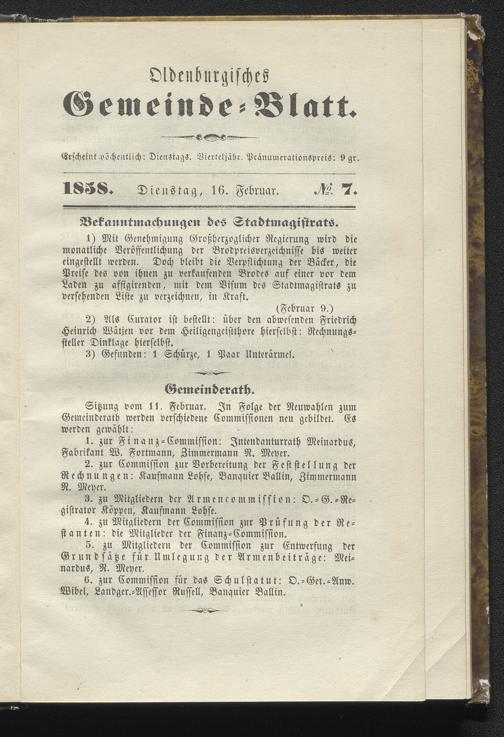 Oldenburgisches
Gemeinde-Blatt.
Erscheint wöchentlich: Dienstags. Vierteljähr. Pränumerationspreis: 9 gr.
1858. Dienstag, 16. Februar. No. 7.
Bekanntmachungen des Stadtmagistrats.
1) Mit Genehmigung Großherzoglicher Regierung wird die
monatliche Veröffentlichung der Brodpreisverzeichnisse bis weiter
eingestellt werden. Doch bleibt die Verpflichtung der Bäcker, die
Preise des von ihnen zu verkaufenden Brodes auf einer vor dem
Laden zu affigirenden, mit dem Visum des Stadtmagistrats zu
versehenden Liste zu verzeichnen, in Kraft.
(Februar 9.)
2) Als Curator ist bestellt: über den abwesenden Friedrich
Heinrich Wätjen vor dem Heiligengeistthore hierselbst: Rechnungs-
steller Dinklage hierselbst.
3) Gefunden: 1 Schürze, 1 Paar Unterärmel.
Gemeinderath.
Sitzung vom 11. Februar. In Folge der Neuwahlen zum
Gemeinderath werden verschiedene Commissionen neu gebildet. Es
werden gewählt:
1. zur Finanz-Commission: Intendanturrath Meinardus,
Fabrikant W. Fortmann, Zimmermann N. Meyer.
2. zur Commission zur Vorbereitung der Feststellung der
Rechnungen: Kaufmann Lohse, Banquier Ballin, Zimmermann
N. Meyer.
3. zu Mitgliedern der Armencommission: O.-G.-Re-
gistrator Köppen, Kaufmann Lohse.
4. zu Mitgliedern der Commission zur Prüfung der Re-
stanten: die Mitglieder der Finanz-Commission.
5. zu Mitgliedern der Commission zur Entwerfung der
Grundsätze für Umlegung der Armenbeiträge: Mei-
nardus, N. Meyer.
6. zur Commission für das Schulstatut: O.-Ger.-Anw.
Wibel, Landger.-Assessor Russell, Banquier Ballin.